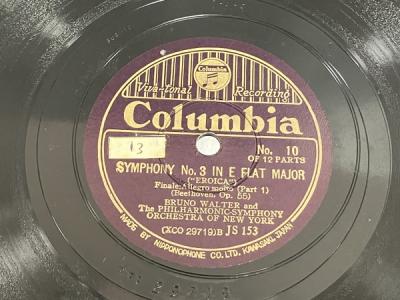 Columbia
Viva-tonal Recording
Columbia
13
No. 10
OF 12 PARTS
SYMPHONY No. 3 IN E FLAT MAJOR
("EROICA")
Finale: Allegro molto (Part 1)
(Beethoven, Op. 55)
BRUNO WALTER and
The PHILHARMONIC-SYMPHONY
ORCHESTRA OF NEW YORK
(XCO 29719)B JS 153
MADE BY NIPPONOPHONE CO. LTD. KAWASAKI, JAPAN